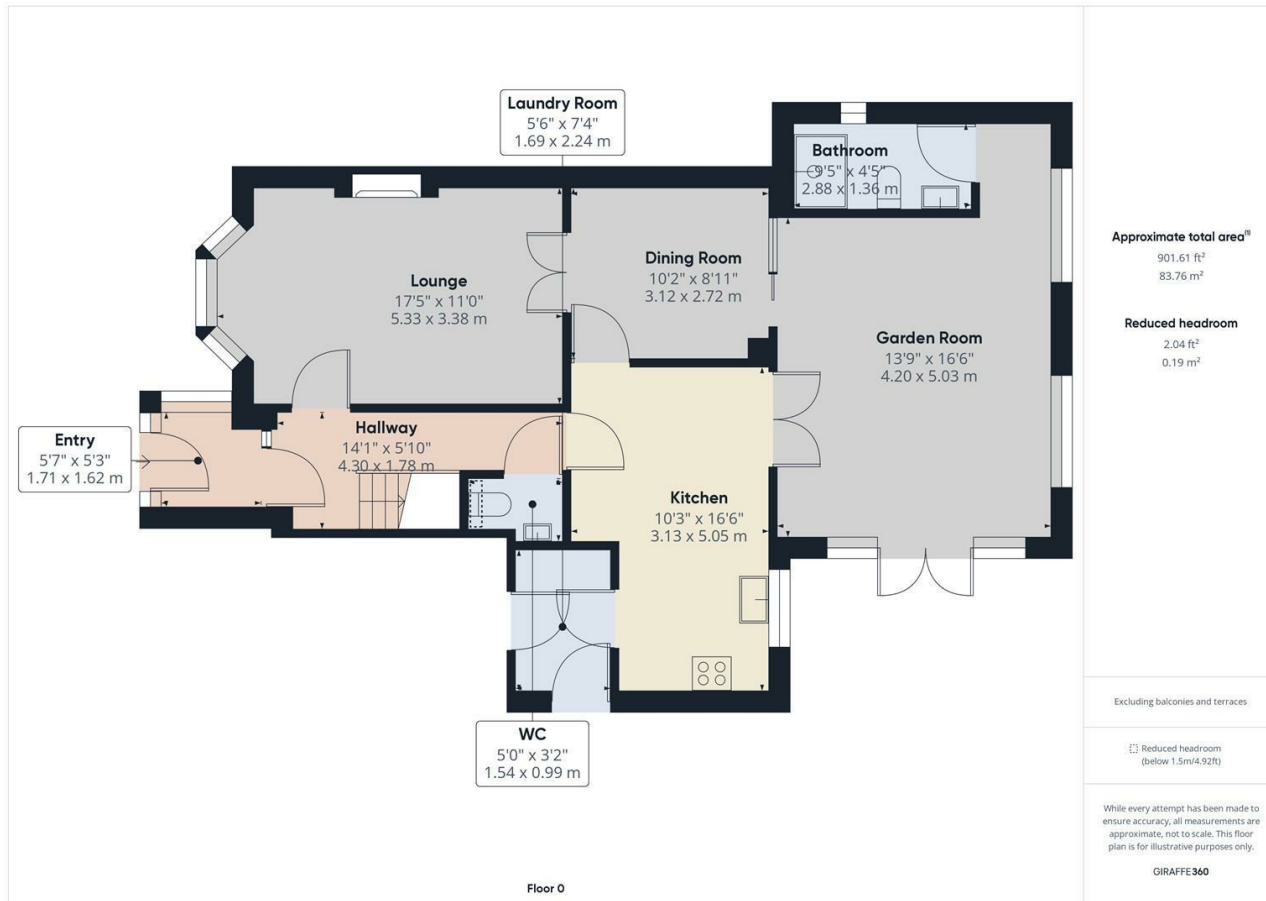 Laundry Room
5'6" x 7'4"
1.69 x 2.24 m
Bathroom
9'5" x 4'5"
2.88 x 1.36 m
Dining Room
10'2" x 8'11"
3.12 x 2.72 m
Lounge
17'5" x 11'0"
5.33 x 3.38 m
Garden Room
13'9" x 16'6"
4.20 x 5.03 m
Hallway
14'1" x 5'10"
4.30 x 1.78 m
Entry
5'7" x 5'3"
1.71 x 1.62 m
Kitchen
10'3" x 16'6"
3.13 x 5.05 m
WC
5'0" x 3'2"
1.54 x 0.99 m
Floor 0
Approximate total area⁽¹⁾
901.61 ft²
83.76 m²
Reduced headroom
2.04 ft²
0.19 m²
Excluding balconies and terraces
Reduced headroom
(below 1.5m/4.92ft)
While every attempt has been made to
ensure accuracy, all measurements are
approximate, not to scale. This floor
plan is for illustrative purposes only.
GIRAFFE360